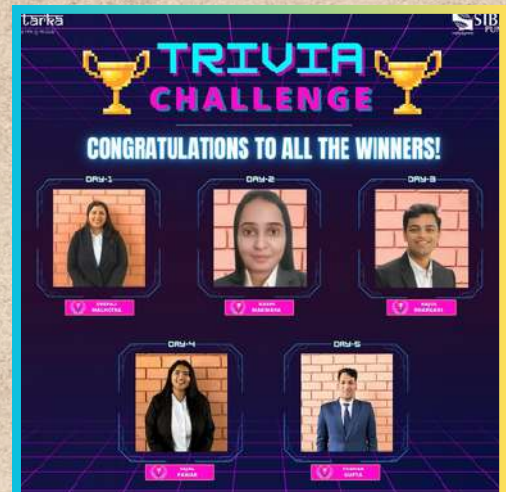 tarka
SIB
PUN
TRIVIA
CHALLENGE
CONGRATULATIONS TO ALL THE WINNERS!
DAY-1
DAY-2
DAY-3
MALHOTRA
DAY-4
DAY-5
GUPTA